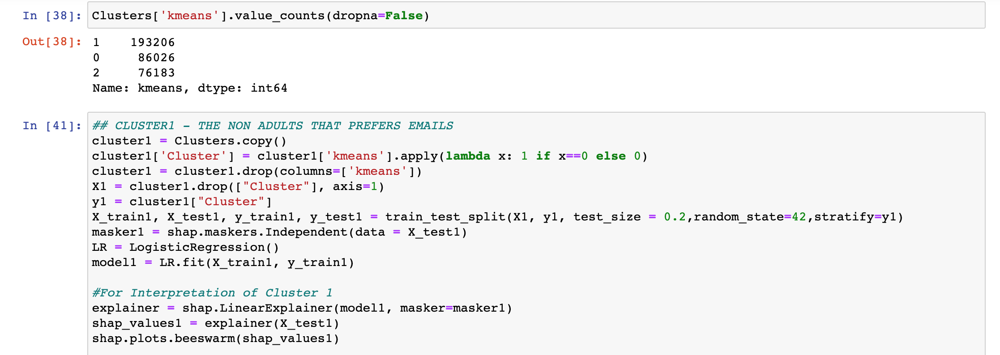 In [38]: Clusters['kmeans'].value_counts(dropna=False)
Out[38]: 1    193206
0     86026
2     76183
Name: kmeans, dtype: int64
In [41]: ## CLUSTER1 - THE NON ADULTS THAT PREFERS EMAILS
cluster1 = Clusters.copy()
cluster1['Cluster'] = cluster1['kmeans'].apply(lambda x: 1 if x==0 else 0)
cluster1 = cluster1.drop(columns=['kmeans'])
X1 = cluster1.drop(["Cluster"], axis=1)
y1 = cluster1["Cluster"]
X_train1, X_test1, y_train1, y_test1 = train_test_split(X1, y1, test_size = 0.2,random_state=42,stratify=y1)
masker1 = shap.maskers.Independent(data = X_test1)
LR = LogisticRegression()
model1 = LR.fit(X_train1, y_train1)
#For Interpretation of Cluster 1
explainer = shap.LinearExplainer(model1, masker=masker1)
shap_values1 = explainer(X_test1)
shap.plots.beeswarm(shap_values1)